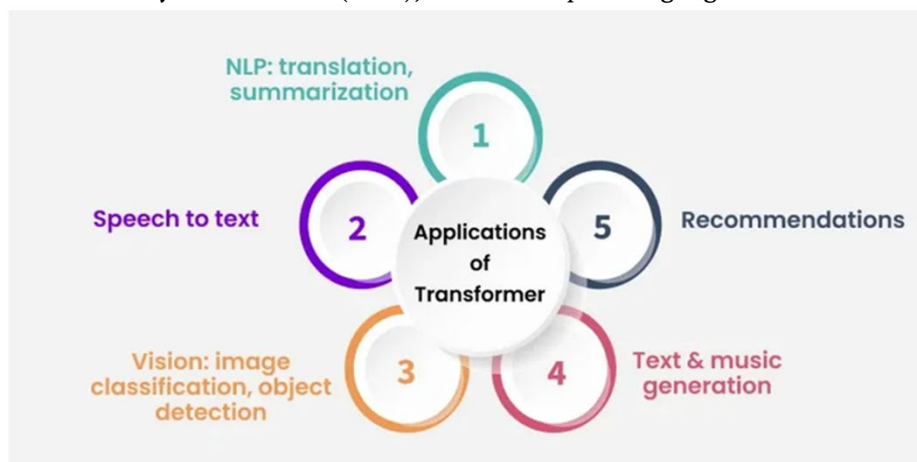 NLP: translation,
summarization
1
2
Speech to text
5
Recommendations
Applications
of
Transformer
3
Vision: image
classification, object
detection
4
Text & music
generation